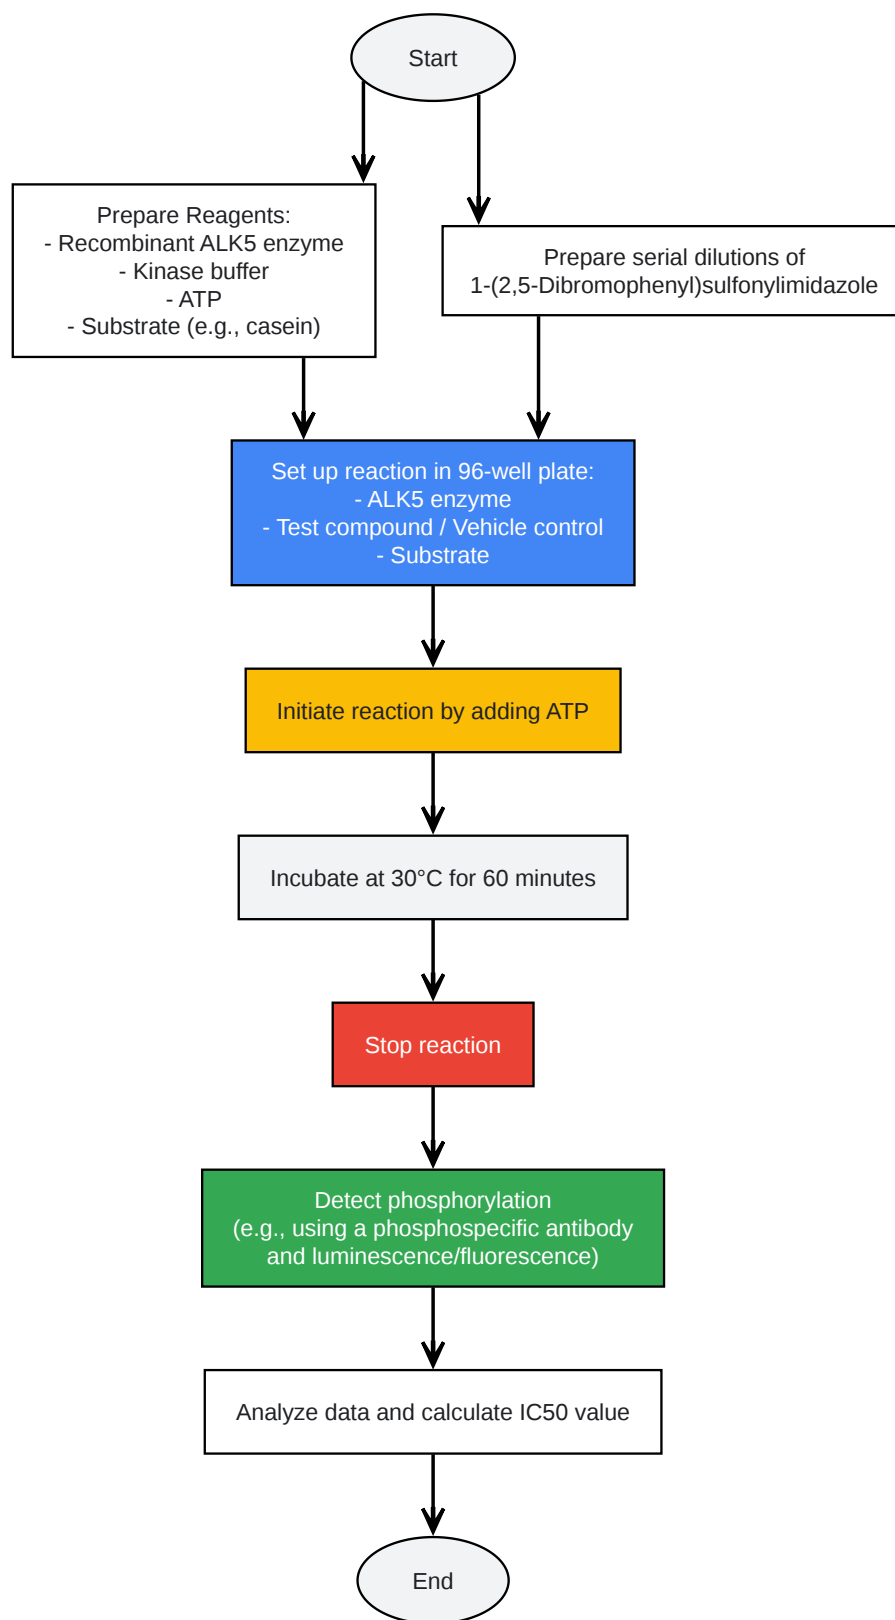 Start
Prepare Reagents:
- Recombinant ALK5 enzyme
- Kinase buffer
- ATP
- Substrate (e.g., casein)
Prepare serial dilutions of
1-(2,5-Dibromophenyl)sulfonylimidazole
Set up reaction in 96-well plate:
- ALK5 enzyme
- Test compound / Vehicle control
- Substrate
Initiate reaction by adding ATP
Incubate at 30°C for 60 minutes
Stop reaction
Detect phosphorylation
(e.g., using a phosphospecific antibody
and luminescence/fluorescence)
Analyze data and calculate IC50 value
End